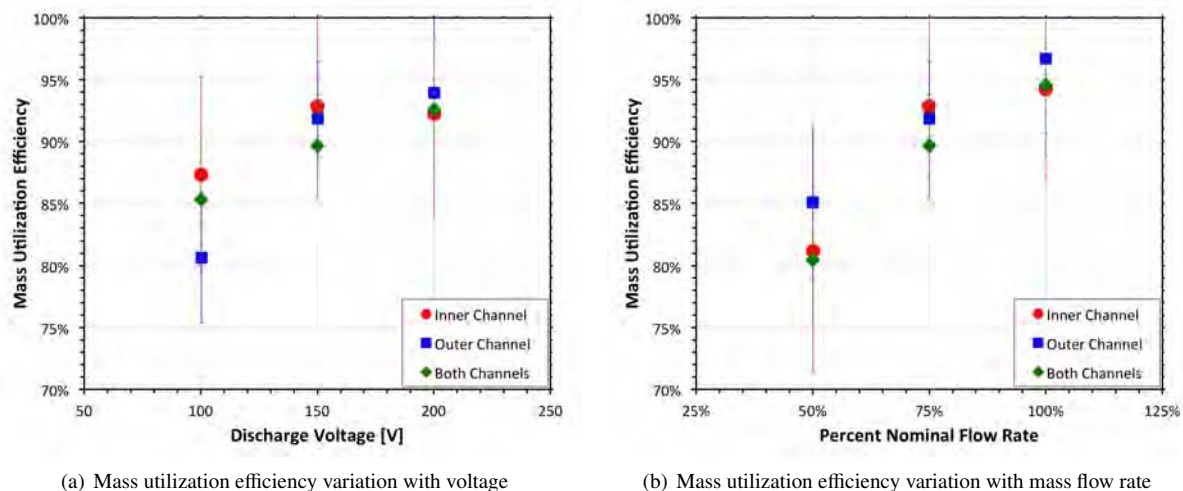 100%
95%
90%
85%
80%
75%
70%
Mass Utilization Efficiency
Inner Channel
Outer Channel
Both Channels
50
100
150
200
250
Discharge Voltage [V]
(a) Mass utilization efficiency variation with voltage
100%
95%
90%
85%
80%
75%
70%
Mass Utilization Efficiency
Inner Channel
Outer Channel
Both Channels
25%
50%
75%
100%
125%
Percent Nominal Flow Rate
(b) Mass utilization efficiency variation with mass flow rate